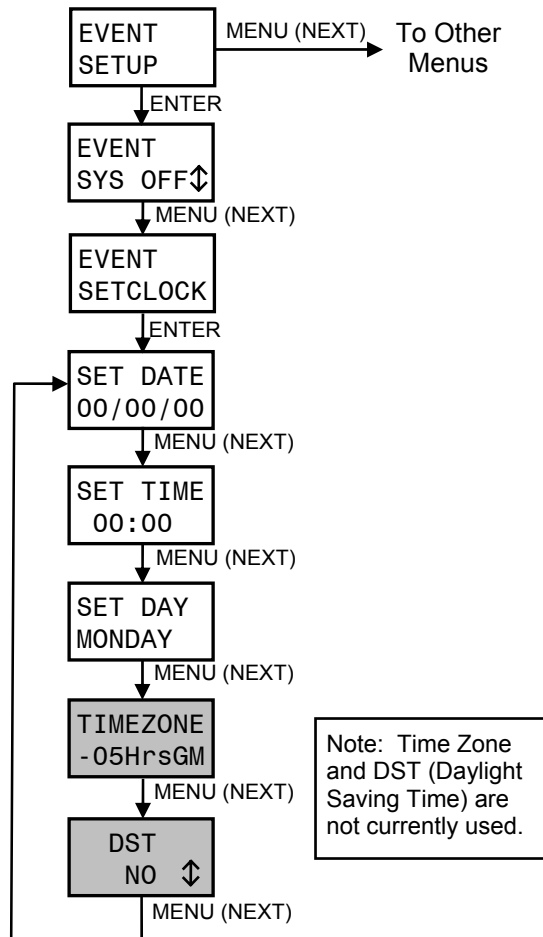 EVENT
SETUP
MENU (NEXT)
To Other
Menus
ENTER
EVENT
SYS OFF⇕
MENU (NEXT)
EVENT
SETCLOCK
ENTER
SET DATE
00/00/00
MENU (NEXT)
SET TIME
00:00
MENU (NEXT)
SET DAY
MONDAY
MENU (NEXT)
TIMEZONE
-05HrsGM
MENU (NEXT)
Note: Time Zone
and DST (Daylight
Saving Time) are
not currently used.
DST
NO ⇕
MENU (NEXT)